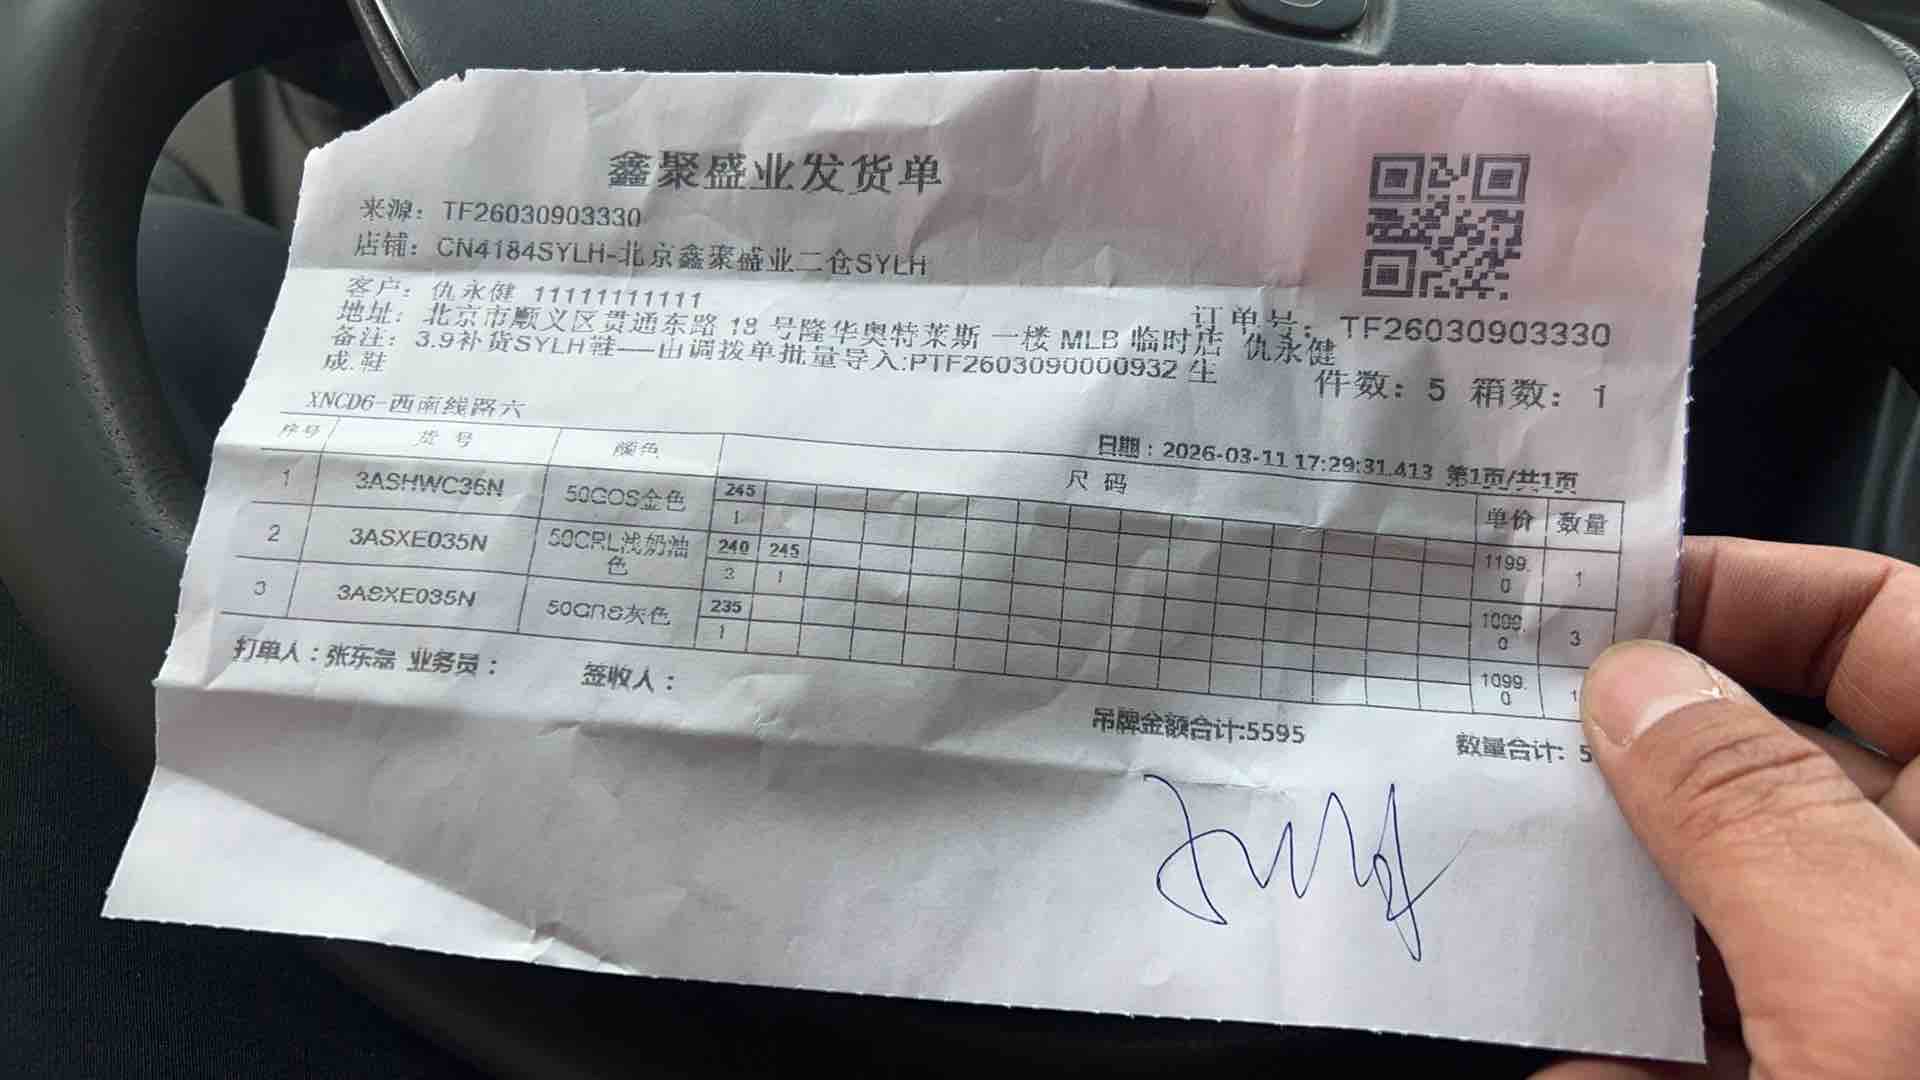 鑫聚盛业发货单
来源：TF26030903330
店铺：CN4184SYLH-北京鑫聚盛业二仓SYLH
客户：仇永健 11111111111
地址：北京市顺义区贯通东路 18 号隆华奥特莱斯 一楼 MLB 临时店 仇永健
订单号：TF26030903330
备注：3.9补货SYLH鞋——由调拨单批量导入:PTF2603090000932 生
成.鞋
件数：5 箱数：1
XNCD6-西南线路六
日期：2026-03-11 17:29:31.413 第1页/共1页
序号 货号 颜色 尺码 单价 数量
1 3ASHWC36N 50GOS金色 245 1199.0 1
1
2 3ASXE035N 50CRL浅奶油色 240 245 1099.0 3
1
3 3ASXE035N 50GRS灰色 235 1099.0 1
1
打单人：张东磊 业务员： 签收人：
吊牌金额合计:5595
数量合计：5